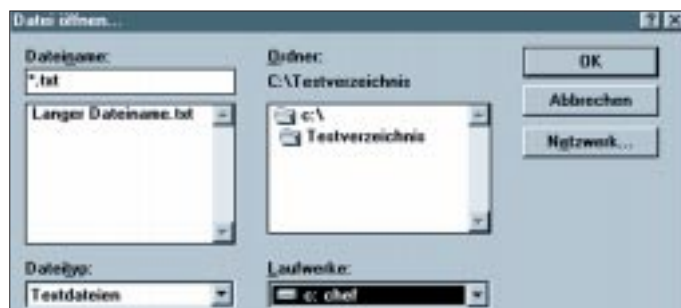 Datei öffnen...
Dateiname:
*.txt
Langer Dateiname.txt
Dateityp:
Textdateien
Ordner:
C:\Testverzeichnis
c:\
Testverzeichnis
Laufwerke:
c: chef
OK
Abbrechen
Netzwerk...